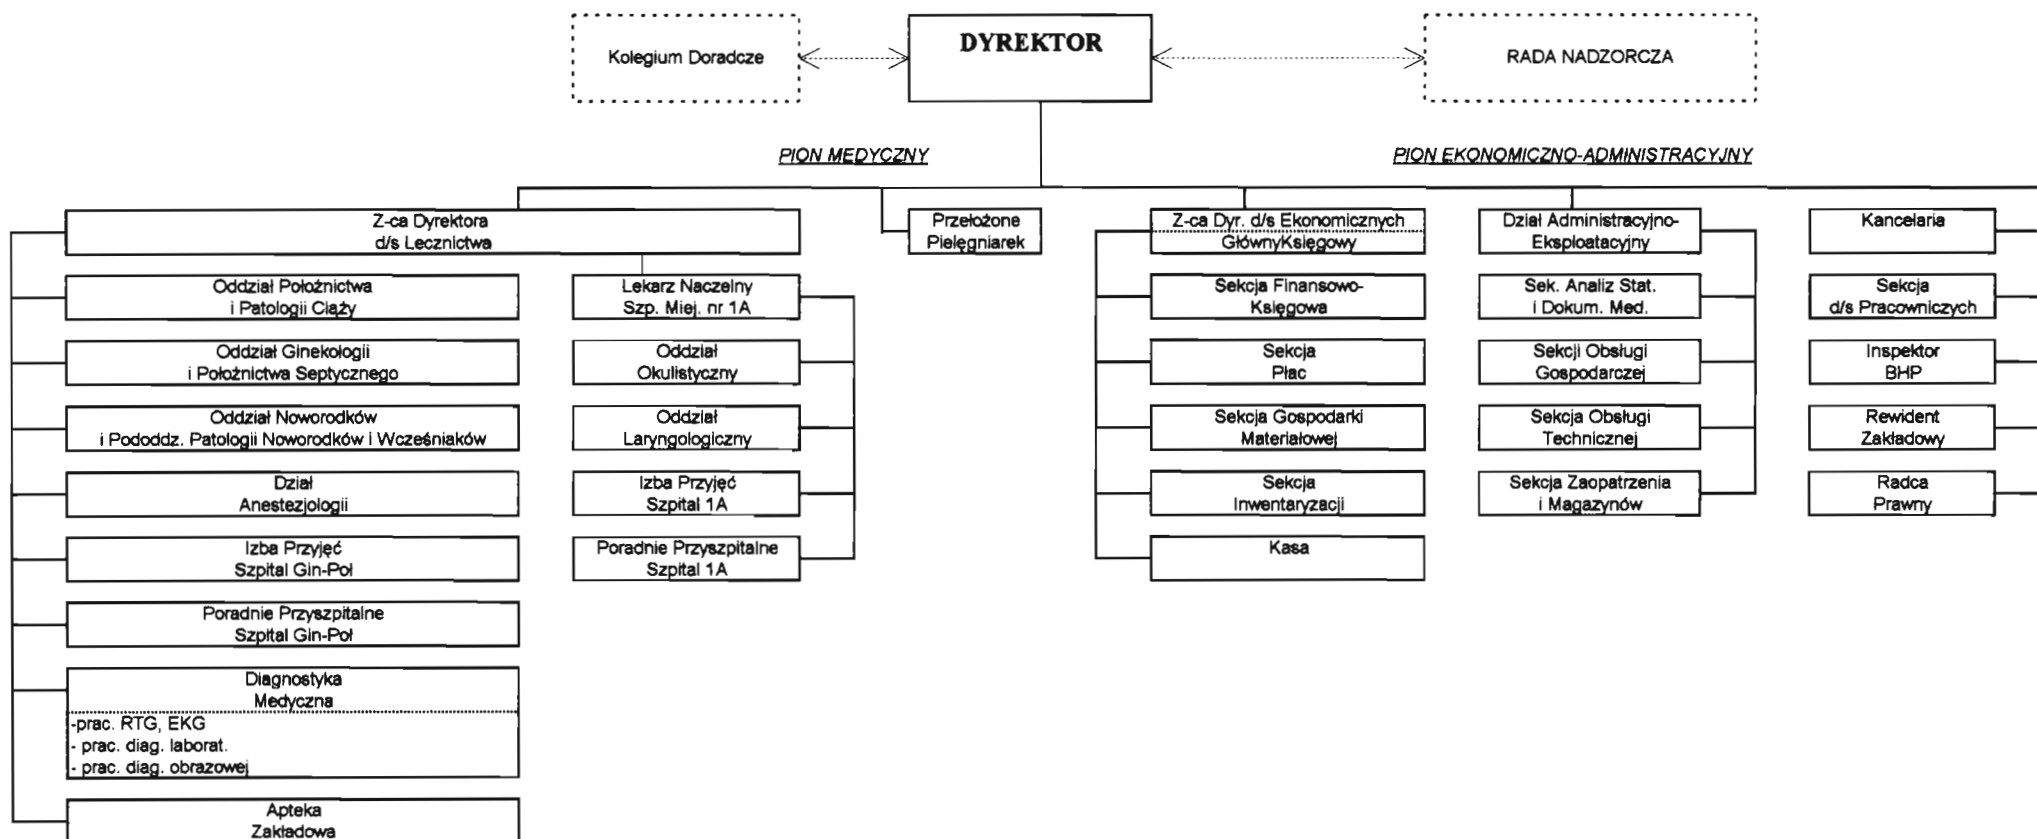 Kolegium Doradcze
DYREKTOR
RADA NADZORCZA
PION MEDYCZNY
PION EKONOMICZNO-ADMINISTRACYJNY
Z-ca Dyrektora
d/s Lecznictwa
Oddział Położnictwa
i Patologii Ciąży
Oddział Ginekologii
i Położnictwa Septycznego
Oddział Noworodków
i Pododdz. Patologii Noworodków i Wcześniaków
Dział
Anestezjologii
Izba Przyjęć
Szpital Gin-Poł
Poradnie Przyszpitalne
Szpital Gin-Poł
Diagnostyka
Medyczna
-prac. RTG, EKG
- prac. diag. laborat.
- prac. diag. obrazowej
Apteka
Zakładowa
Lekarz Naczelny
Szp. Miej. nr 1A
Oddział
Okulistyczny
Oddział
Laryngologiczny
Izba Przyjęć
Szpital 1A
Poradnie Przyszpitalne
Szpital 1A
Przełożone
Pielęgniarek
Z-ca Dyr. d/s Ekonomicznych
GłównyKsięgowy
Sekcja Finansowo-
Księgowa
Sekcja
Płac
Sekcja Gospodarki
Materiałowej
Sekcja
Inwentaryzacji
Kasa
Dział Administracyjno-
Eksploatacyjny
Sek. Analiz Stat.
i Dokum. Med.
Sekcji Obsługi
Gospodarczej
Sekcja Obsługi
Technicznej
Sekcja Zaopatrzenia
i Magazynów
Kancelaria
Sekcja
d/s Pracowniczych
Inspektor
BHP
Rewident
Zakładowy
Radca
Prawny